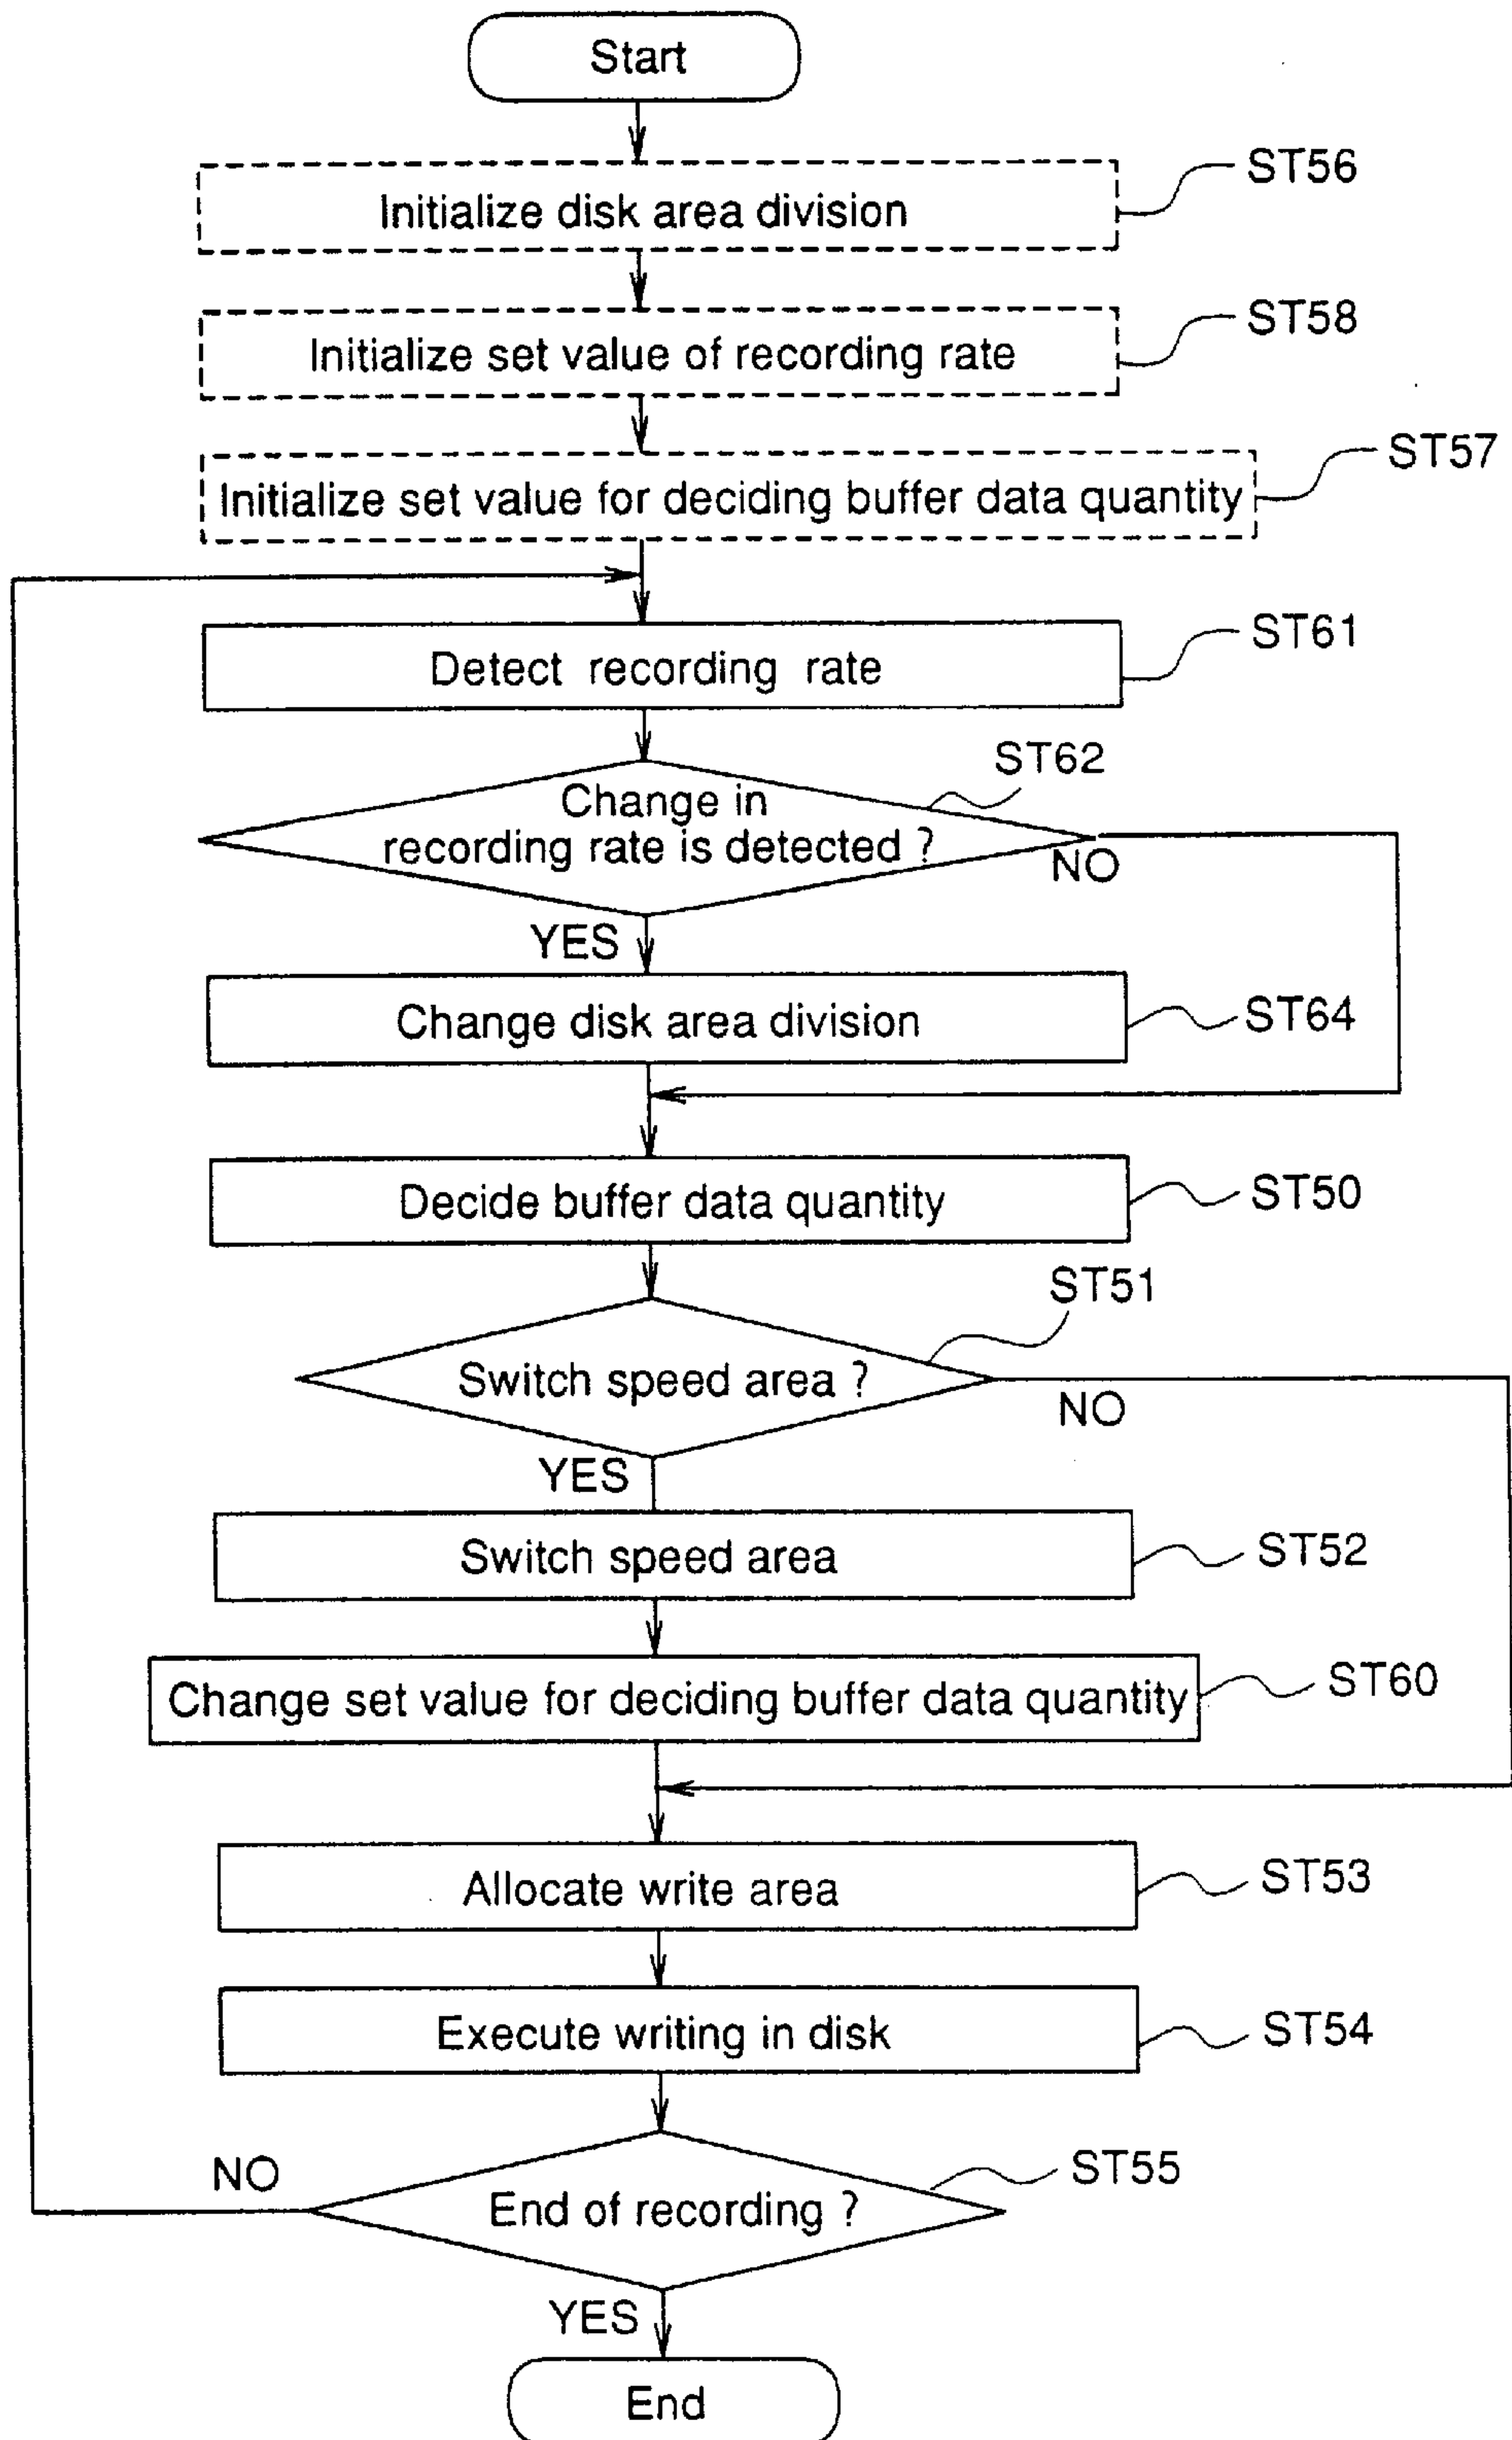 Start
Initialize disk area division
ST56
Initialize set value of recording rate
ST58
Initialize set value for deciding buffer data quantity
ST57
Detect recording rate
ST61
Change in
recording rate is detected ?
ST62
NO
YES
Change disk area division
ST64
Decide buffer data quantity
ST50
Switch speed area ?
ST51
NO
YES
Switch speed area
ST52
Change set value for deciding buffer data quantity
ST60
Allocate write area
ST53
Execute writing in disk
ST54
End of recording ?
ST55
NO
YES
End